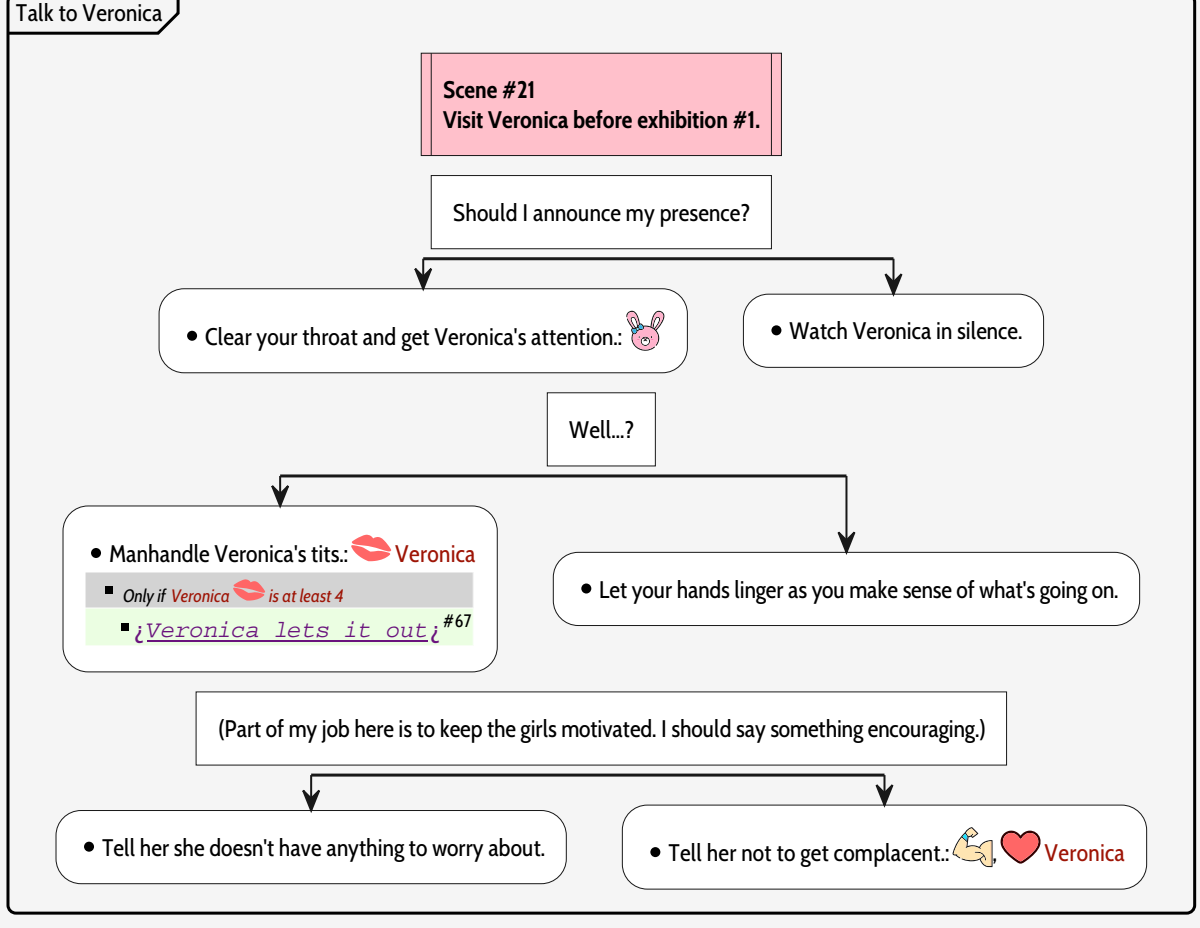 Talk to Veronica
Scene #21
Visit Veronica before exhibition #1.
Should I announce my presence?
• Clear your throat and get Veronica's attention.:
• Watch Veronica in silence.
Well...?
• Manhandle Veronica's tits.: Veronica
▪ Only if Veronica is at least 4
▪ ¿Veronica lets it out¿ #67
• Let your hands linger as you make sense of what's going on.
(Part of my job here is to keep the girls motivated. I should say something encouraging.)
• Tell her she doesn't have anything to worry about.
• Tell her not to get complacent.: , Veronica